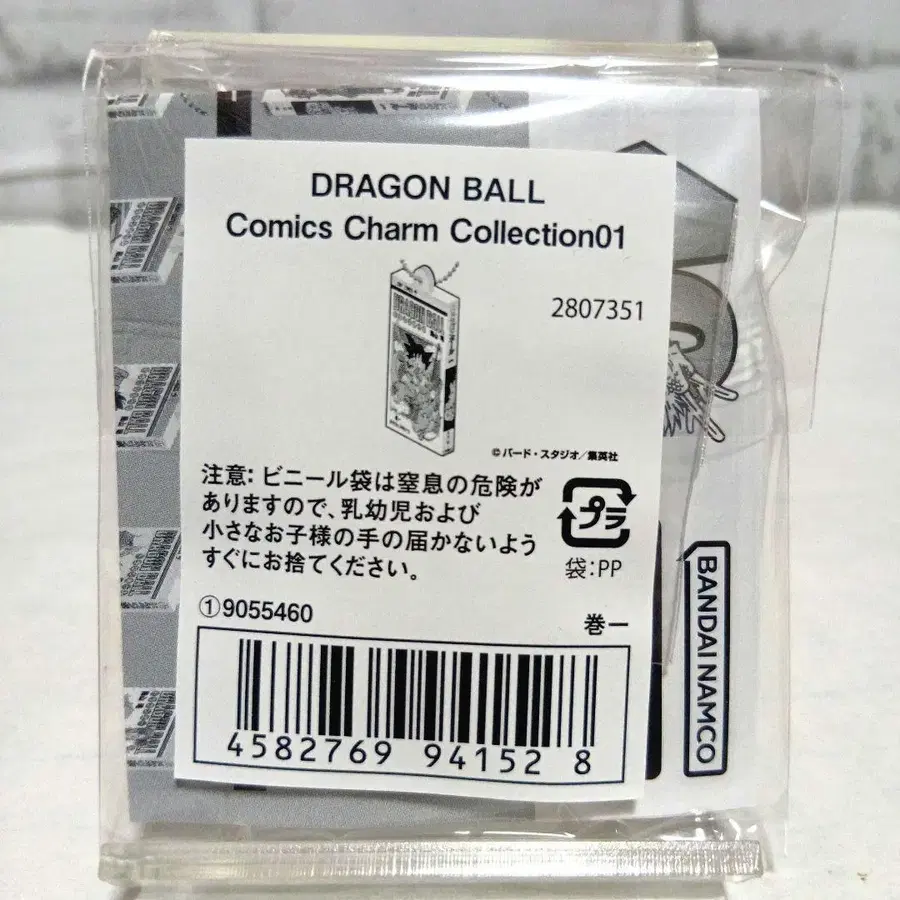 DRAGON BALL
Comics Charm Collection01
2807351
DRAGON BALL
©バード・スタジオ/集英社
注意: ビニール袋は窒息の危険が
ありますので、乳幼児および
小さなお子様の手の届かないよう
すぐにお捨てください。
プラ
袋:PP
①9055460
巻一
4582769 94152 8
BANDAI NAMCO